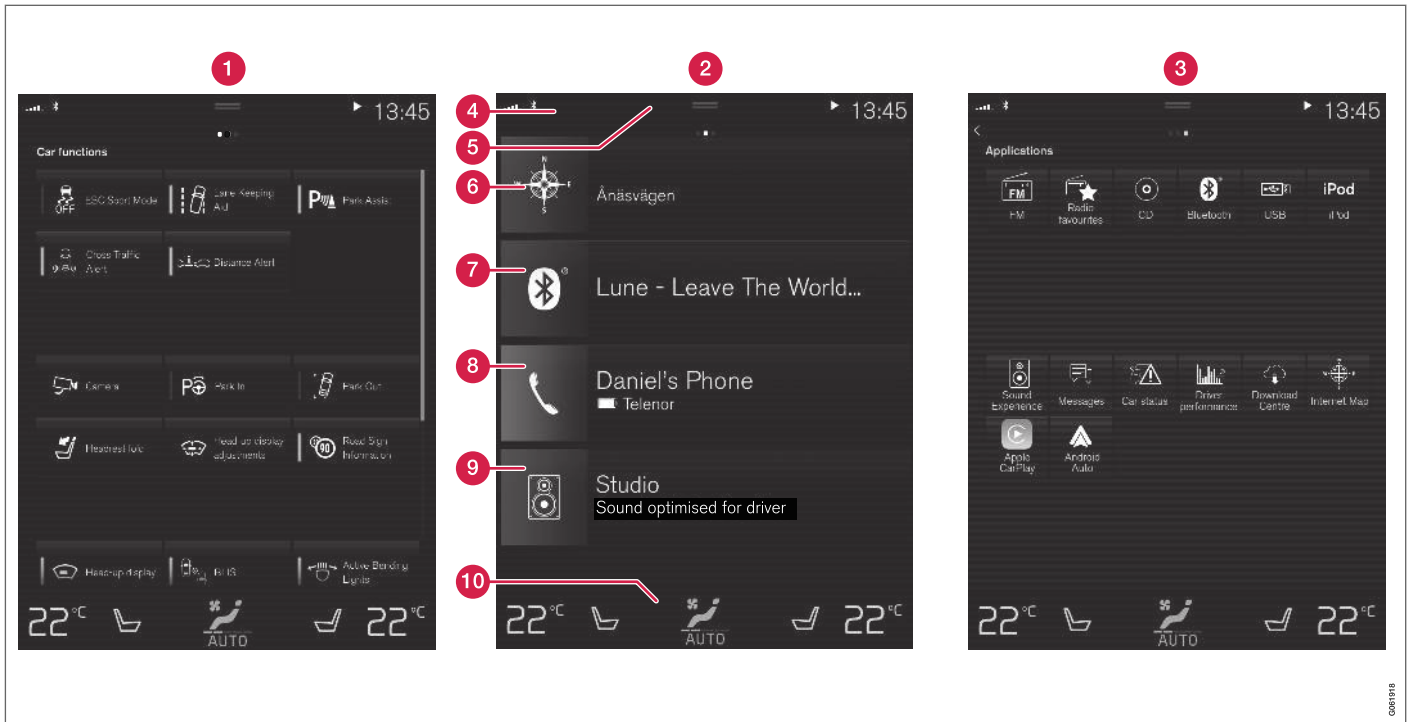 1
2
3
13:45
Car functions
OFF
ESC Sport Mode
Lane Keeping
Aid
Park Assist
Cross Traffic
Alert
Distance Alert
Camera
Park In
Park Out
Headrest fold
Head-up display
adjustments
90
Road Sign
Information
Head-up display
BLIS
Active Bending
Lights
22°C
AUTO
22°C
4
13:45
5
6
N
W
E
S
Ånäsvägen
7
Lune - Leave The World...
8
Daniel's Phone
Telenor
9
Studio
Sound optimised for driver
10
22°C
AUTO
22°C
13:45
Applications
FM
FM
Radio
favourites
CD
Bluetooth
USB
iPod
iPod
Sound
Experience
Messages
Car status
Driver
performance
Download
Centre
Internet Map
Apple
CarPlay
Android
Auto
22°C
AUTO
22°C
G061918